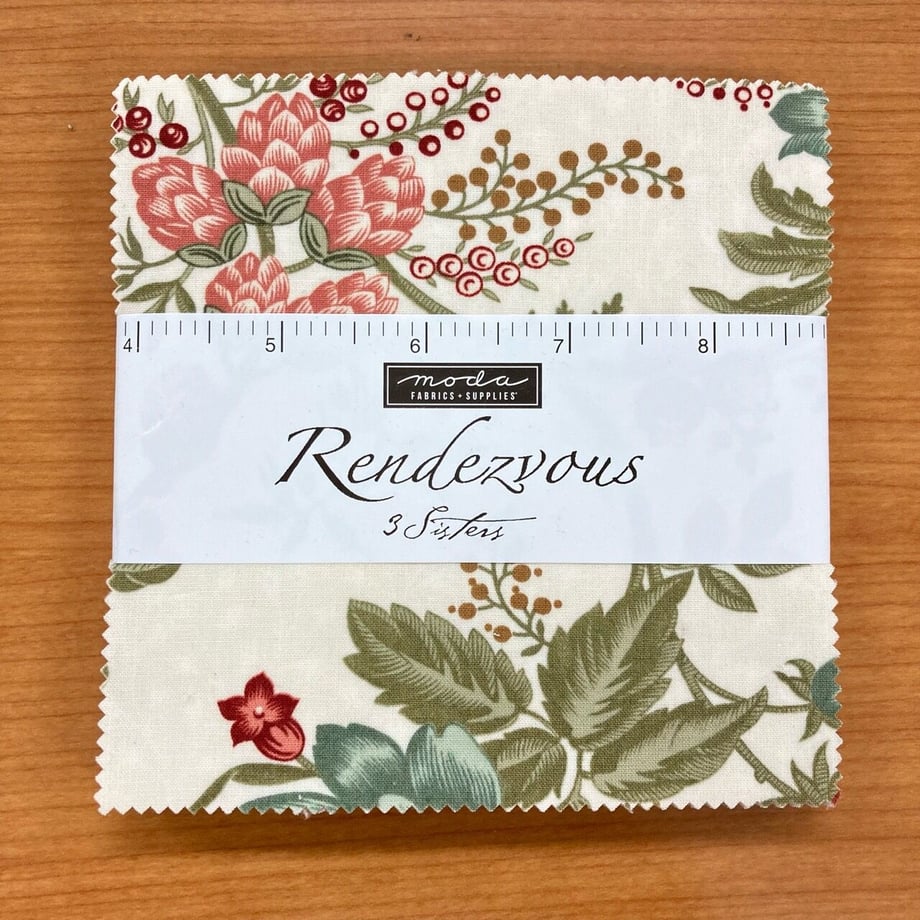 4 5 6 7 8
moda
FABRICS + SUPPLIES®
Rendezvous
3 Sisters